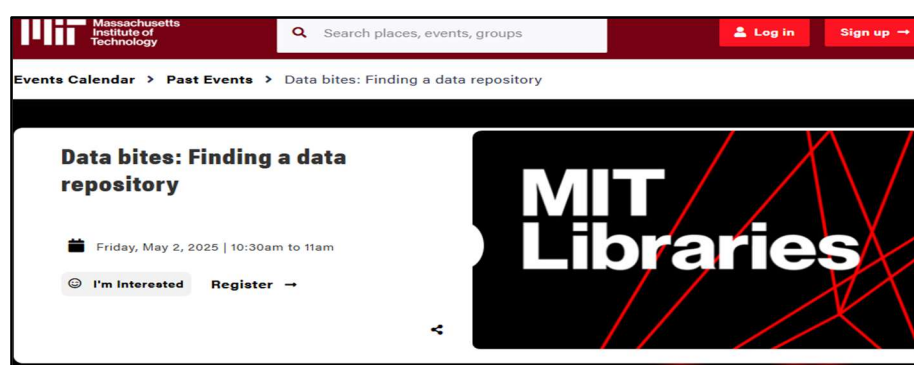 Massachusetts
Institute of
Technology
Search places, events, groups
Log in
Sign up →
Events Calendar > Past Events > Data bites: Finding a data repository
Data bites: Finding a data
repository
Friday, May 2, 2025 | 10:30am to 11am
I'm Interested
Register →
MIT
Libraries